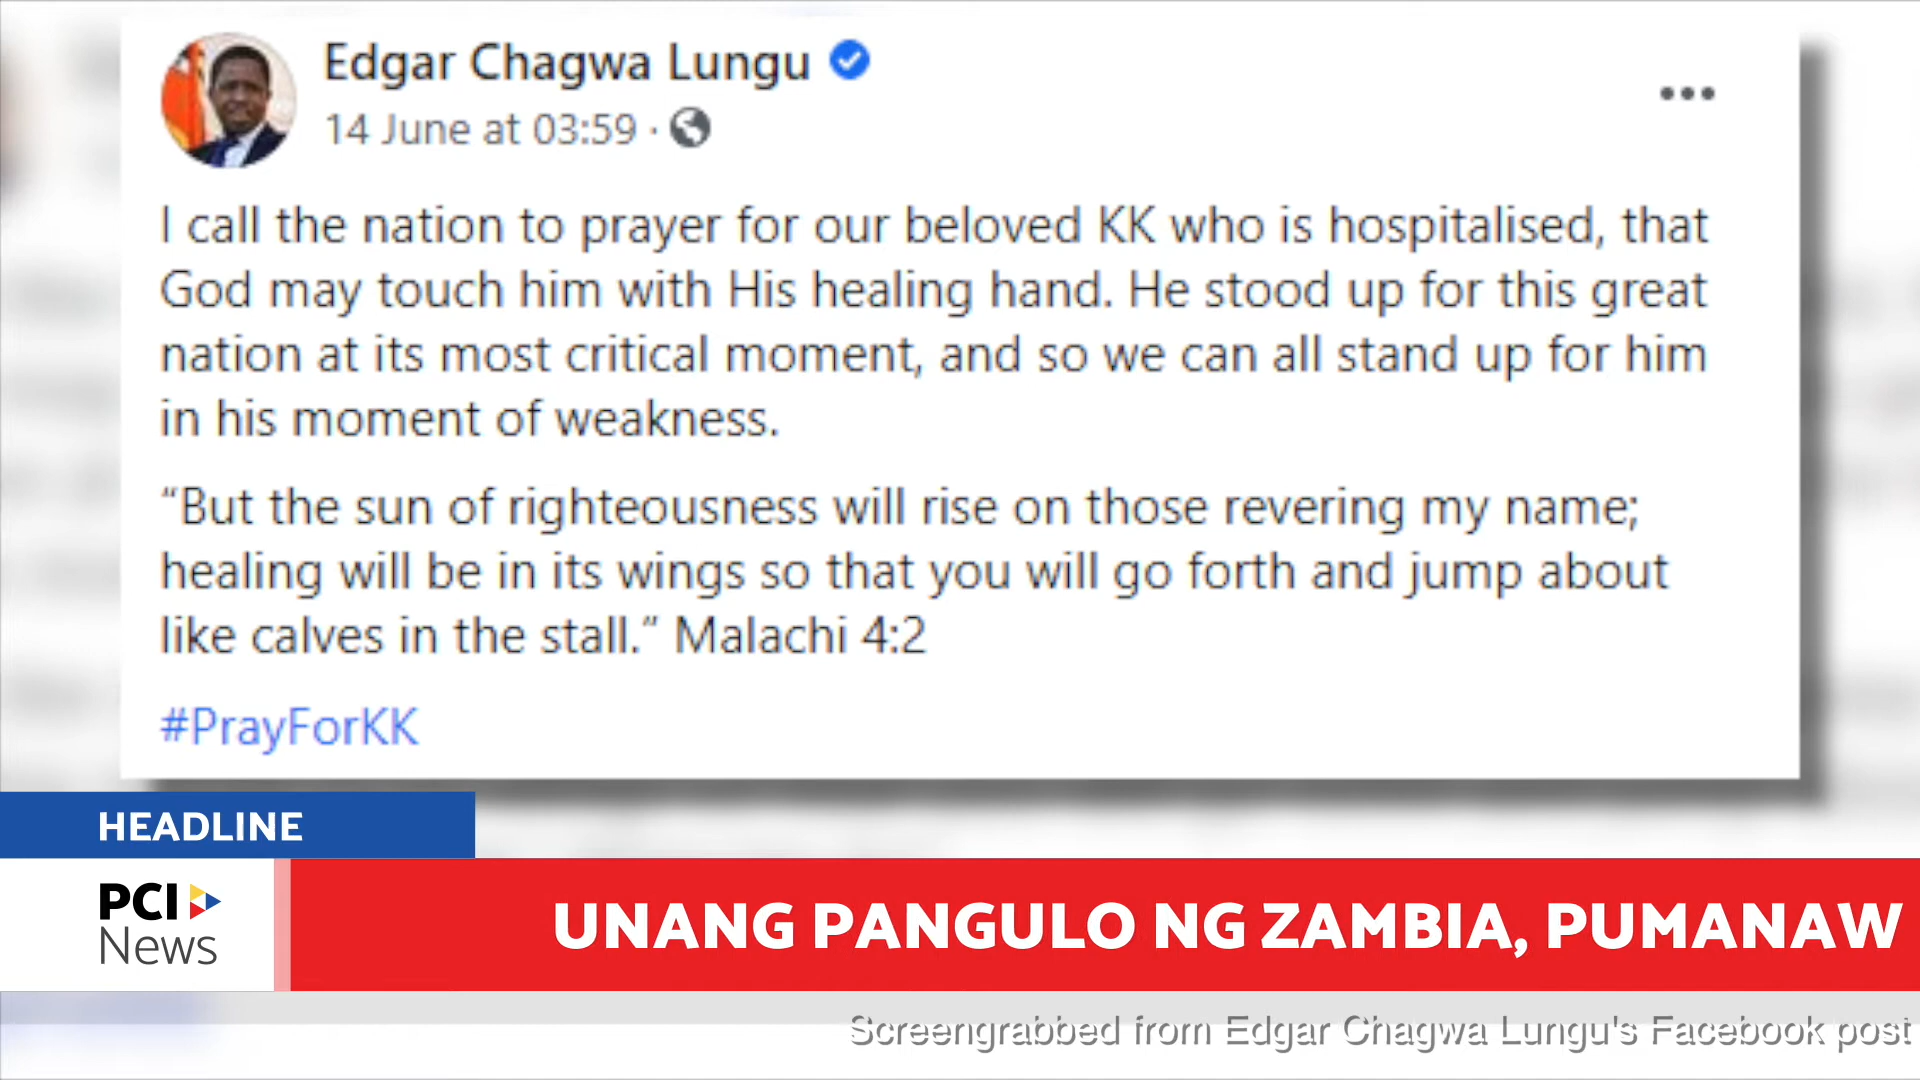 Edgar Chagwa Lungu
14 June at 03:59 ·
I call the nation to prayer for our beloved KK who is hospitalised, that
God may touch him with His healing hand. He stood up for this great
nation at its most critical moment, and so we can all stand up for him
in his moment of weakness.
“But the sun of righteousness will rise on those revering my name;
healing will be in its wings so that you will go forth and jump about
like calves in the stall.” Malachi 4:2
#PrayForKK
HEADLINE
PCI
News
UNANG PANGULO NG ZAMBIA, PUMANAW
Screengrabbed from Edgar Chagwa Lungu's Facebook post